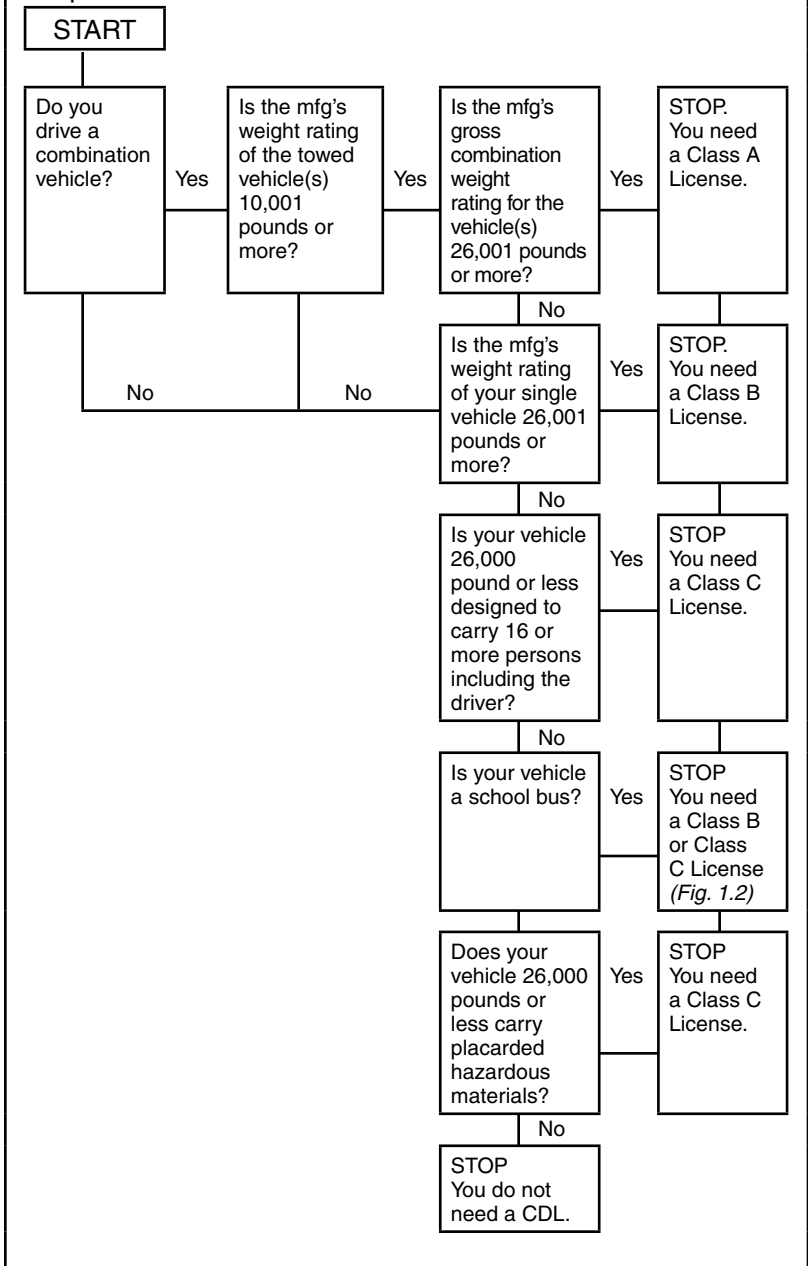 START
Do you
drive a
combination
vehicle?
Yes
Is the mfg's
weight rating
of the towed
vehicle(s)
10,001
pounds or
more?
Yes
Is the mfg's
gross
combination
weight
rating for the
vehicle(s)
26,001 pounds
or more?
Yes
STOP.
You need
a Class A
License.
No
No
No
Is the mfg's
weight rating
of your single
vehicle 26,001
pounds or
more?
Yes
STOP.
You need
a Class B
License.
No
Is your vehicle
26,000
pound or less
designed to
carry 16 or
more persons
including the
driver?
Yes
STOP
You need
a Class C
License.
No
Is your vehicle
a school bus?
Yes
STOP
You need
a Class B
or Class
C License
(Fig. 1.2)
Does your
vehicle 26,000
pounds or
less carry
placarded
hazardous
materials?
Yes
STOP
You need
a Class C
License.
No
STOP
You do not
need a CDL.